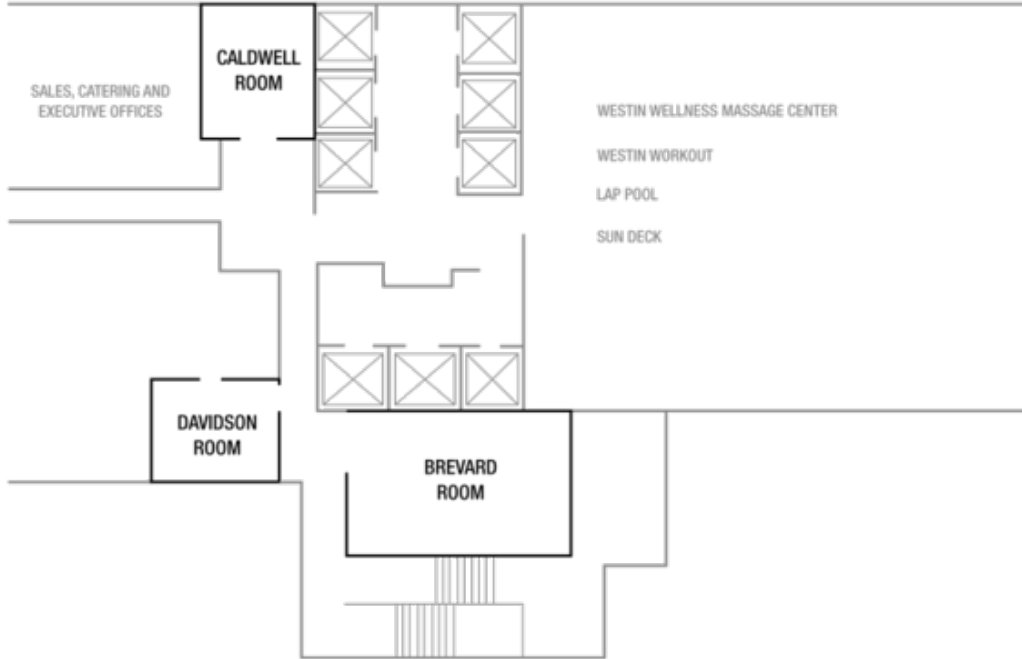 CALDWELL
ROOM
SALES, CATERING AND
EXECUTIVE OFFICES
WESTIN WELLNESS MASSAGE CENTER
WESTIN WORKOUT
LAP POOL
SUN DECK
DAVIDSON
ROOM
BREVARD
ROOM